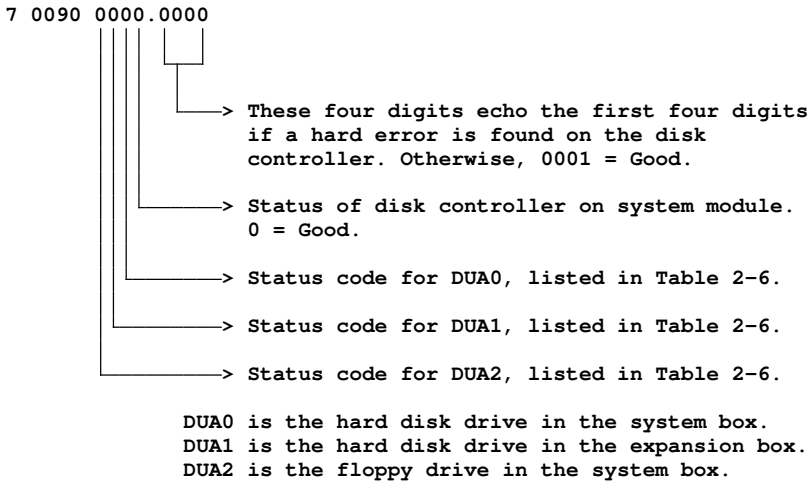 7 0090 0000.0000
> These four digits echo the first four digits
if a hard error is found on the disk
controller. Otherwise, 0001 = Good.
> Status of disk controller on system module.
0 = Good.
> Status code for DUA0, listed in Table 2-6.
> Status code for DUA1, listed in Table 2-6.
> Status code for DUA2, listed in Table 2-6.
DUA0 is the hard disk drive in the system box.
DUA1 is the hard disk drive in the expansion box.
DUA2 is the floppy drive in the system box.